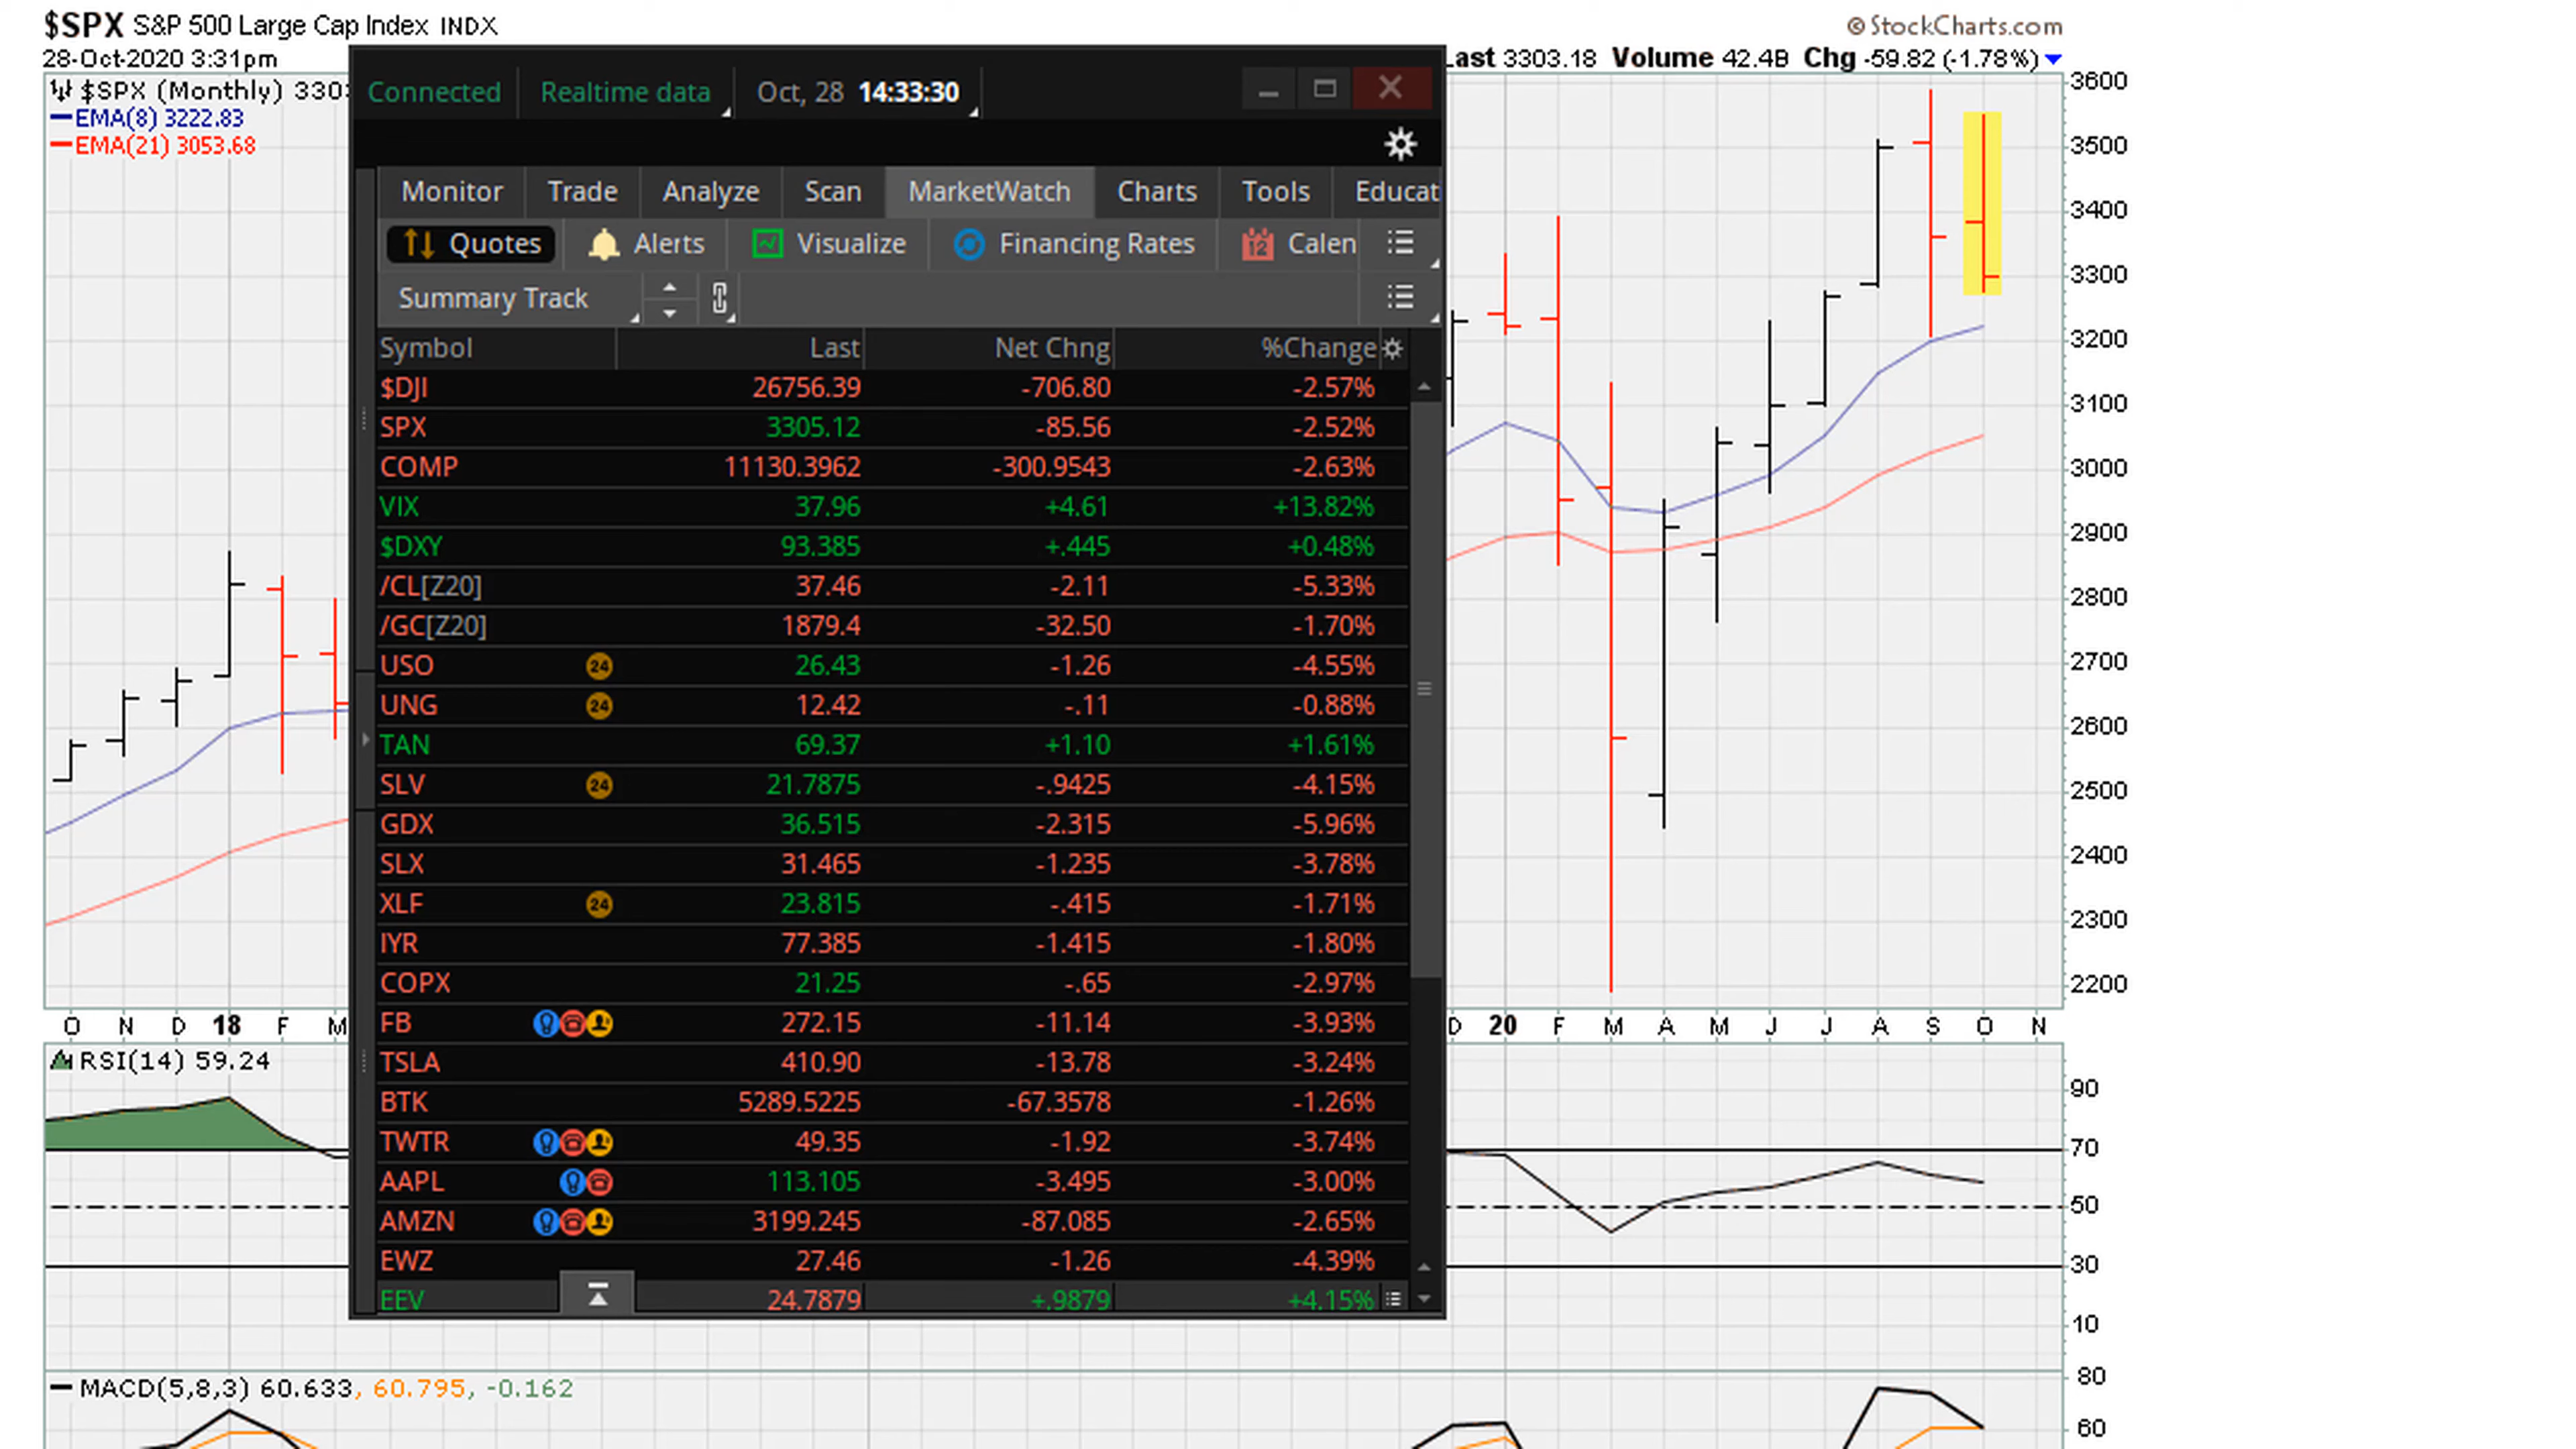 $SPX S&P 500 Large Cap Index INDX
© StockCharts.com
28-Oct-2020 3:31pm
Last 3303.18 Volume 42.4B Chg -59.82 (-1.78%)
$SPX (Monthly) 3303
EMA(8) 3222.83
EMA(21) 3053.68
Connected Realtime data Oct, 28 14:33:30
Monitor Trade Analyze Scan MarketWatch Charts Tools Educat
Quotes Alerts Visualize Financing Rates 12 Calen
Summary Track
Symbol Last Net Chng %Change
$DJI 26756.39 -706.80 -2.57%
SPX 3305.12 -85.56 -2.52%
COMP 11130.3962 -300.9543 -2.63%
VIX 37.96 +4.61 +13.82%
$DXY 93.385 +.445 +0.48%
/CL[Z20] 37.46 -2.11 -5.33%
/GC[Z20] 1879.4 -32.50 -1.70%
USO 24 26.43 -1.26 -4.55%
UNG 24 12.42 -.11 -0.88%
TAN 69.37 +1.10 +1.61%
SLV 24 21.7875 -.9425 -4.15%
GDX 36.515 -2.315 -5.96%
SLX 31.465 -1.235 -3.78%
XLF 24 23.815 -.415 -1.71%
IYR 77.385 -1.415 -1.80%
COPX 21.25 -.65 -2.97%
FB 272.15 -11.14 -3.93%
TSLA 410.90 -13.78 -3.24%
BTK 5289.5225 -67.3578 -1.26%
TWTR 49.35 -1.92 -3.74%
AAPL 113.105 -3.495 -3.00%
AMZN 3199.245 -87.085 -2.65%
EWZ 27.46 -1.26 -4.39%
EEV 24.7879 +.9879 +4.15%
3600
3500
3400
3300
3200
3100
3000
2900
2800
2700
2600
2500
2400
2300
2200
O N D 18 F M D 20 F M A M J J A S O N
RSI(14) 59.24
90
70
50
30
10
MACD(5,8,3) 60.633, 60.795, -0.162
80
60